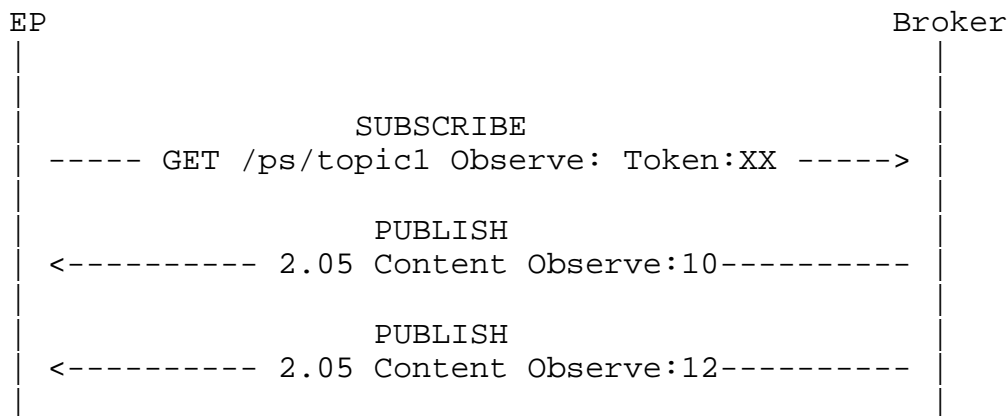 EP Broker
SUBSCRIBE
----- GET /ps/topic1 Observe: Token:XX ----->
PUBLISH
<---------- 2.05 Content Observe:10----------
PUBLISH
<---------- 2.05 Content Observe:12----------